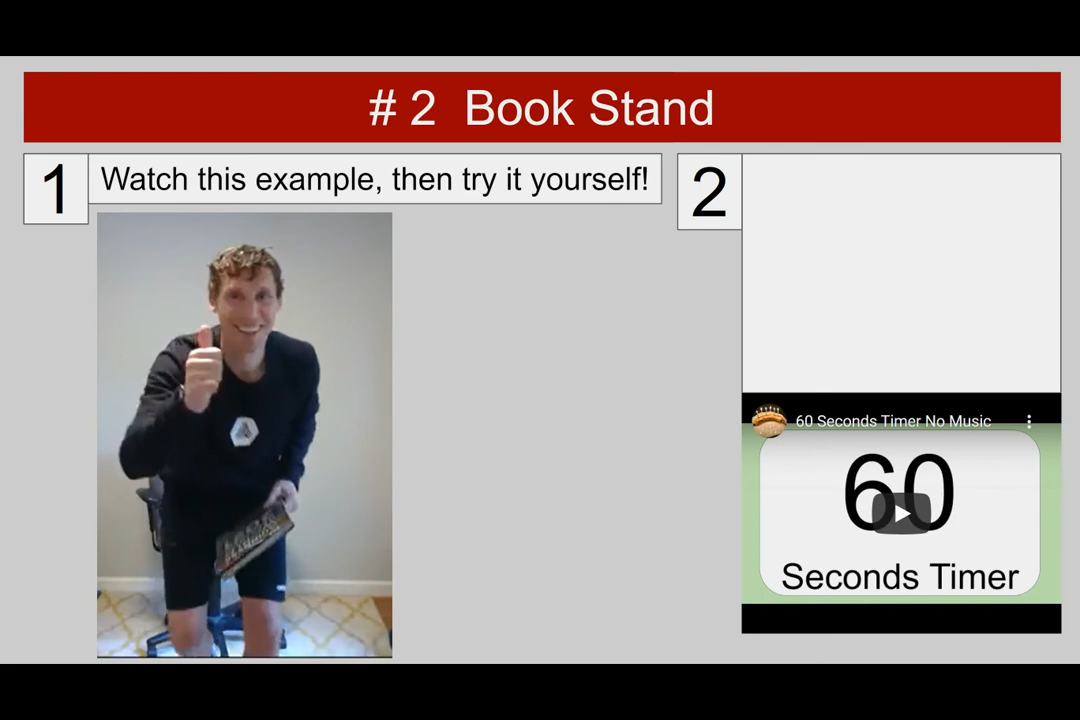 # 2 Book Stand
1
Watch this example, then try it yourself!
2
60 Seconds Timer No Music
60
Seconds Timer